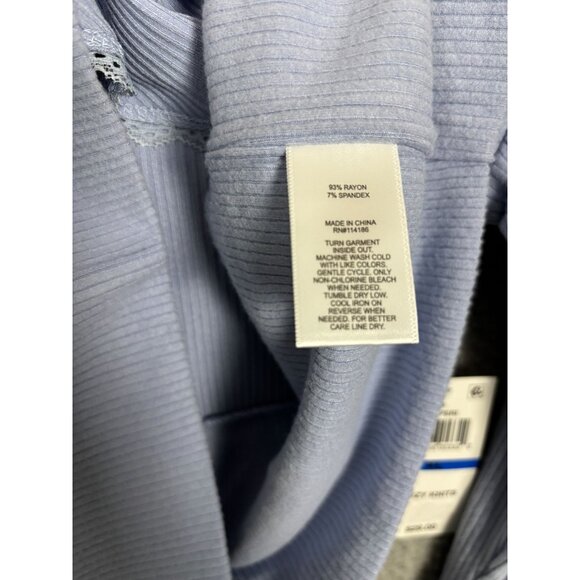 93% RAYON
7% SPANDEX
MADE IN CHINA
RN#114186
TURN GARMENT
INSIDE OUT,
MACHINE WASH COLD
WITH LIKE COLORS,
GENTLE CYCLE, ONLY
NON-CHLORINE BLEACH
WHEN NEEDED.
TUMBLE DRY LOW,
COOL IRON ON
REVERSE WHEN
NEEDED. FOR BETTER
CARE LINE DRY.
XL
KNITS